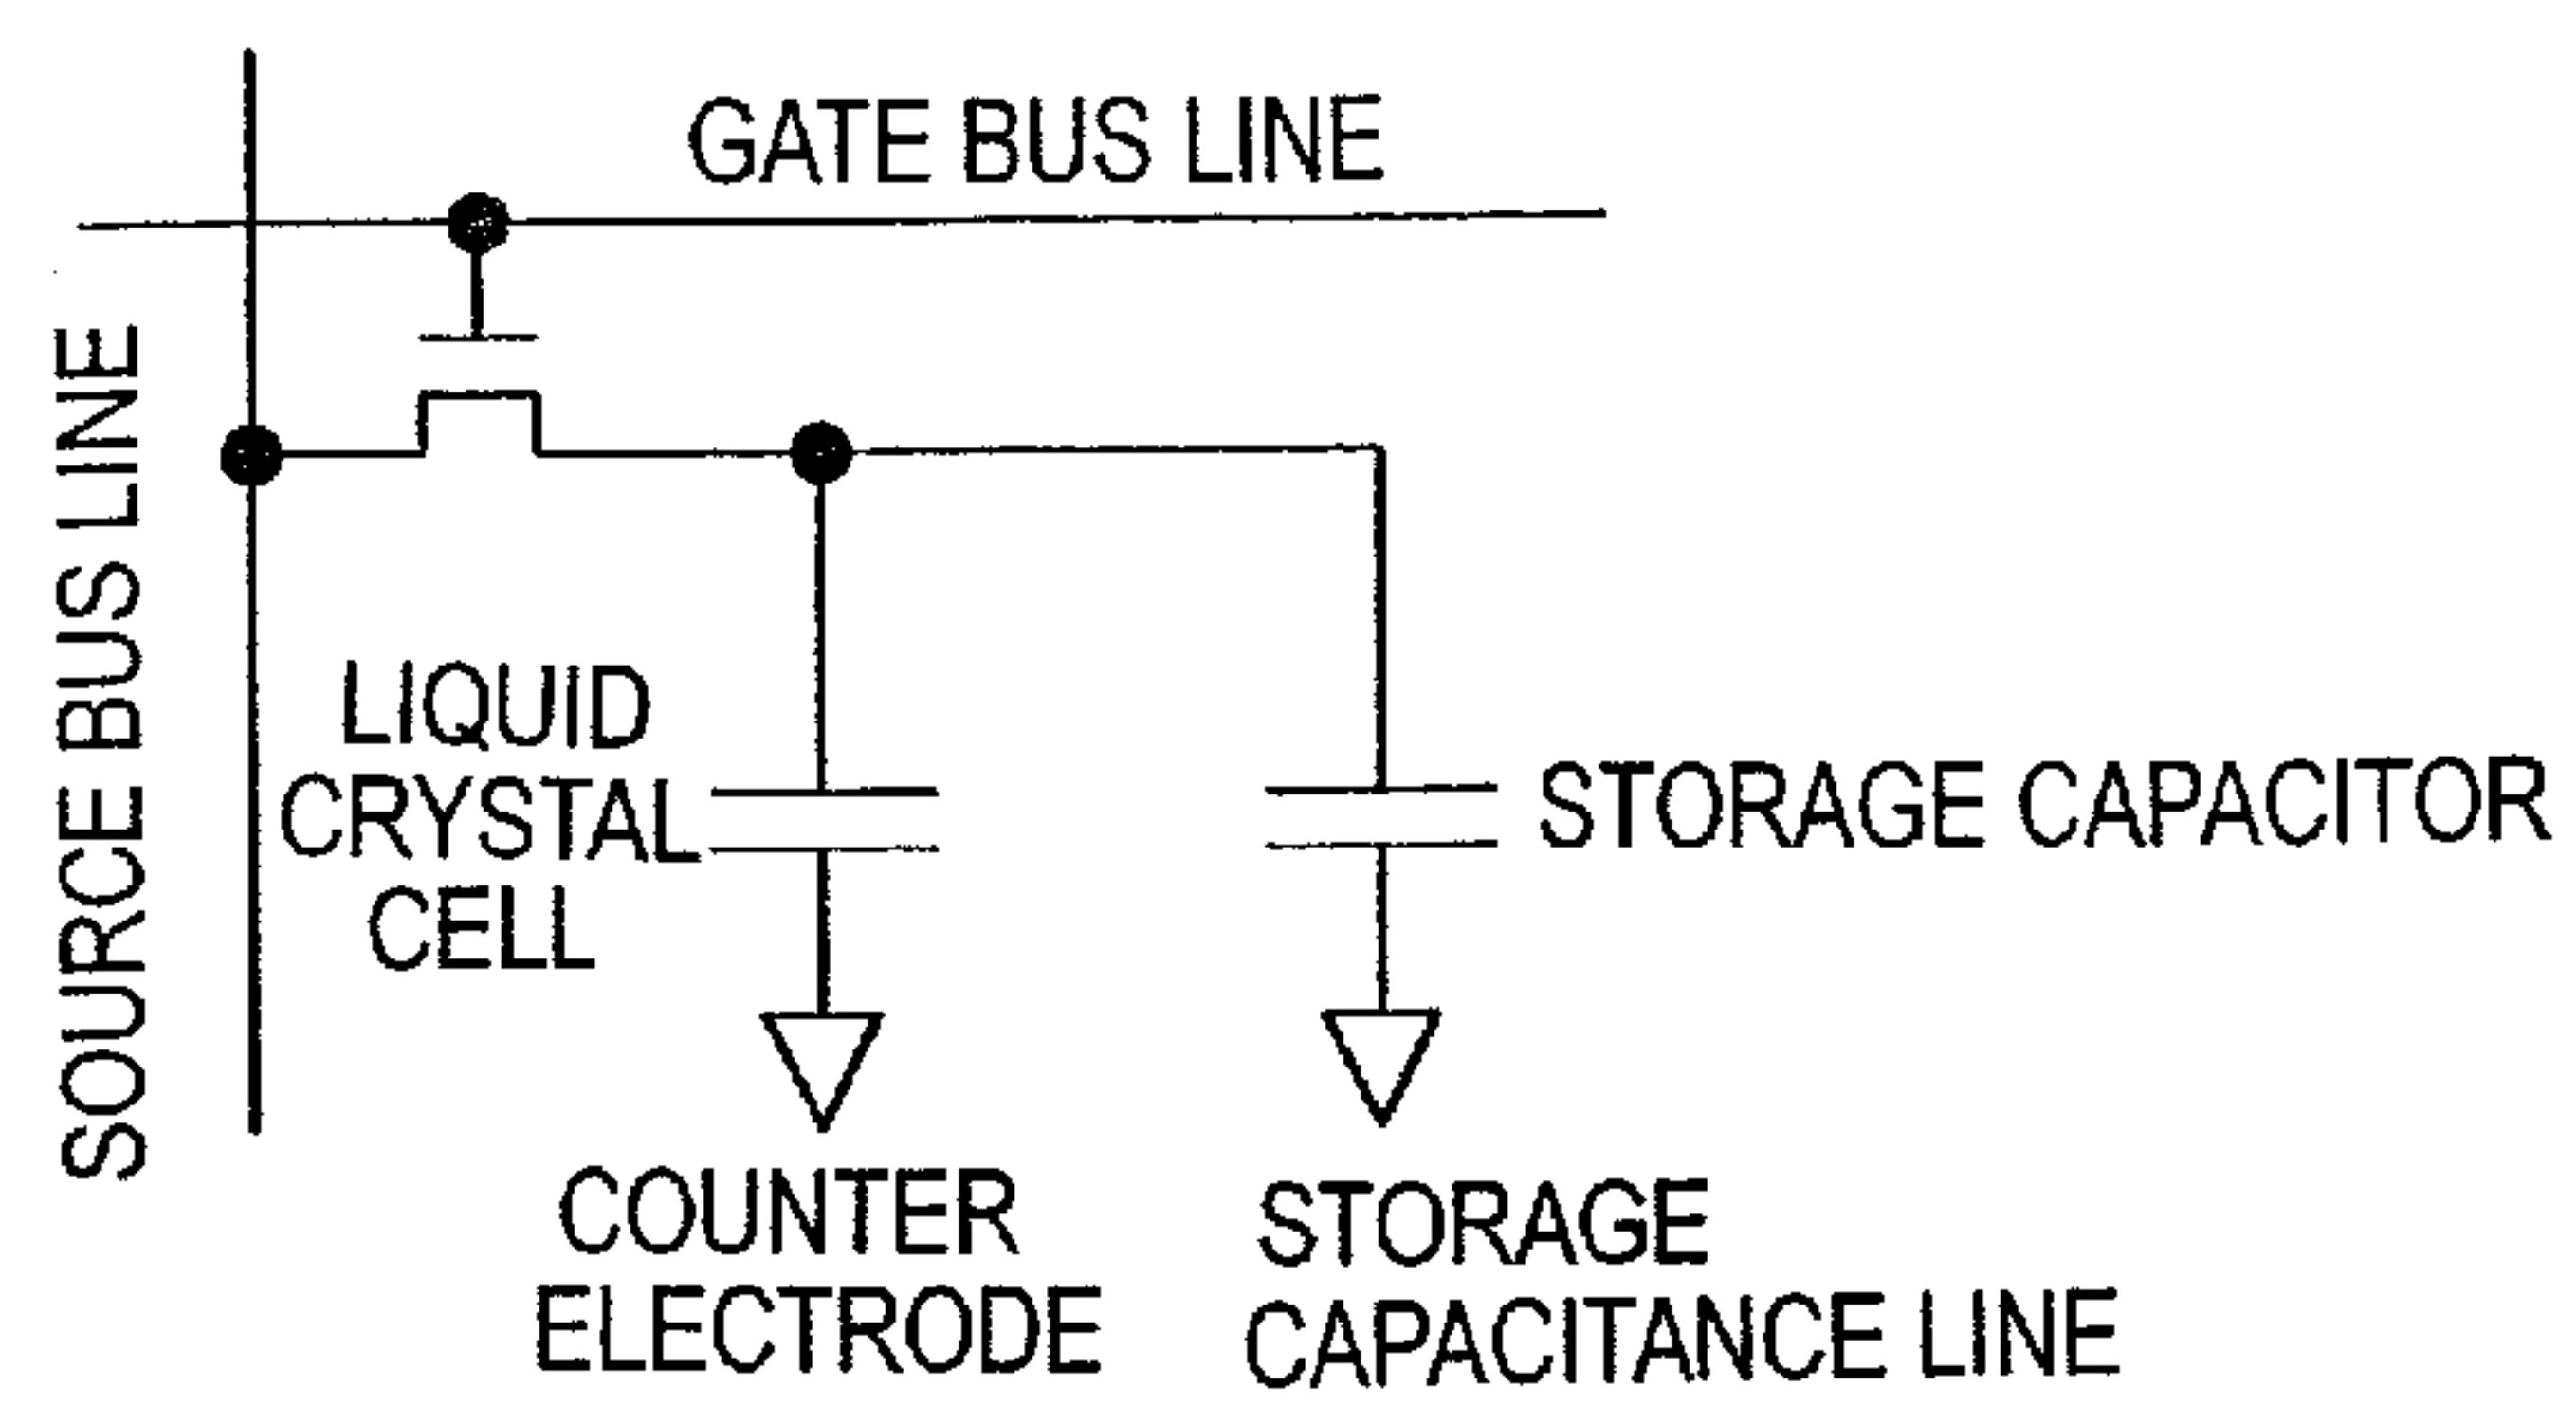 GATE BUS LINE
SOURCE BUS LINE
LIQUID
CRYSTAL
CELL
STORAGE CAPACITOR
COUNTER
ELECTRODE
STORAGE
CAPACITANCE LINE